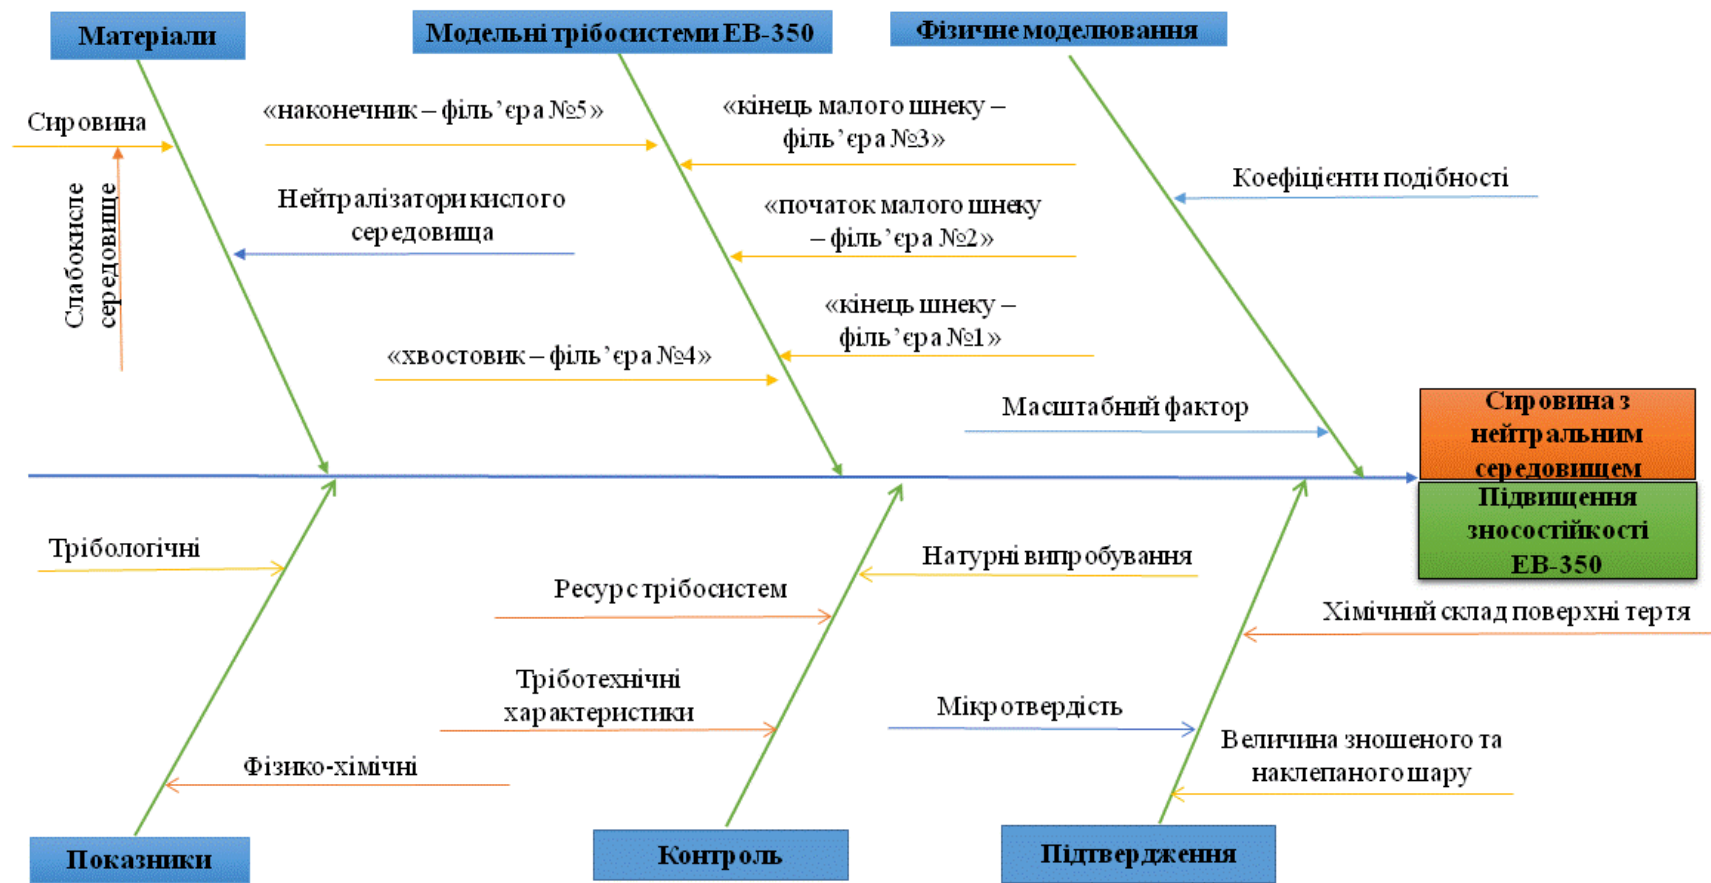 Матеріали
Модельні трібосистеми ЕВ-350
Фізичне моделювання
Сировина
Слабокисле
середовище
«наконечник – філь’єра №5»
Нейтралізатори кислого
середовища
«хвостовик – філь’єра №4»
«кінець малого шнеку –
філь’єра №3»
«початок малого шнеку
– філь’єра №2»
«кінець шнеку –
філь’єра №1»
Коефіцієнти подібності
Масштабний фактор
Сировина з
нейтральним
середовищем
Підвищення
зносостійкості
ЕВ-350
Трібологічні
Фізико-хімічні
Ресурс трібосистем
Тріботехнічні
характеристики
Натурні випробування
Мікротвердість
Хімічний склад поверхні тертя
Величина зношеного та
наклепаного шару
Показники
Контроль
Підтвердження